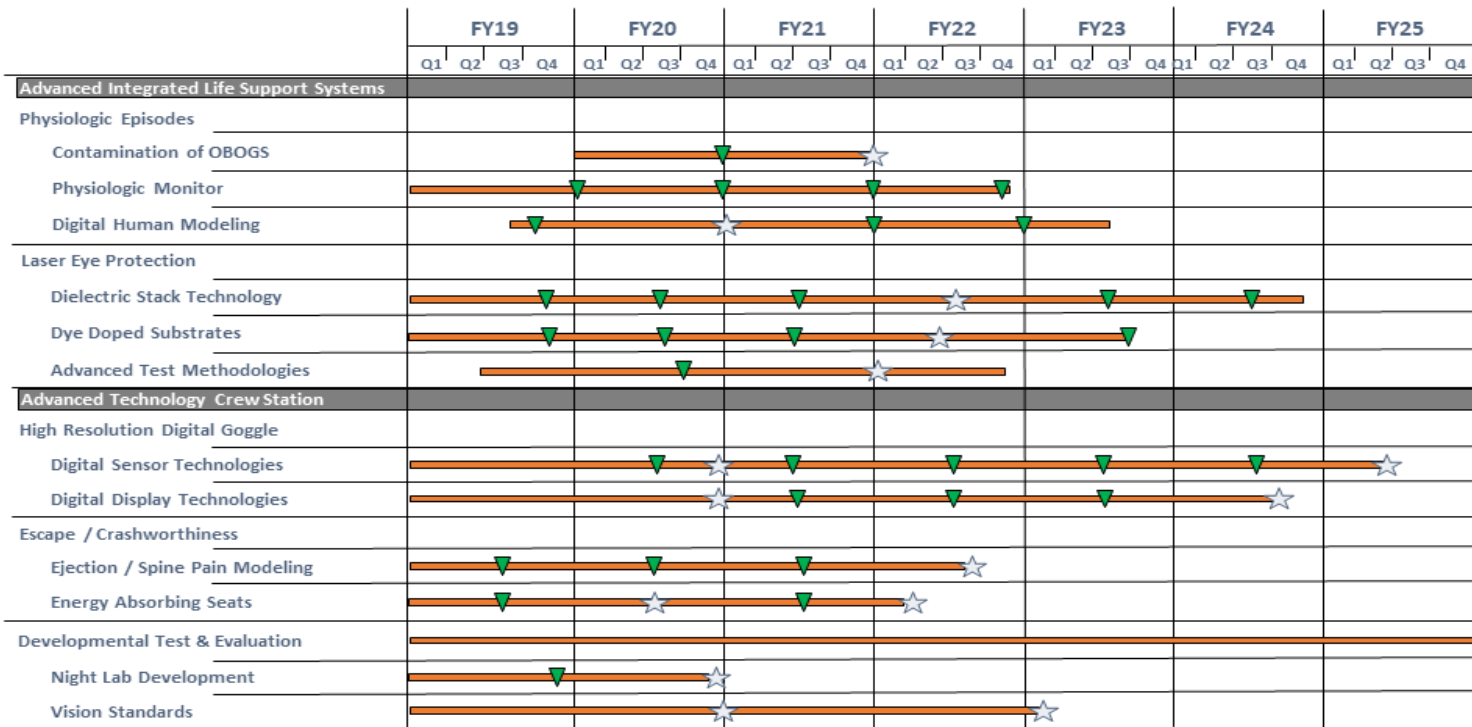 FY19 FY20 FY21 FY22 FY23 FY24 FY25
Q1 Q2 Q3 Q4 Q1 Q2 Q3 Q4 Q1 Q2 Q3 Q4 Q1 Q2 Q3 Q4 Q1 Q2 Q3 Q4 Q1 Q2 Q3 Q4 Q1 Q2 Q3 Q4
Advanced Integrated Life Support Systems
Physiologic Episodes
Contamination of OBOGS
Physiologic Monitor
Digital Human Modeling
Laser Eye Protection
Dielectric Stack Technology
Dye Doped Substrates
Advanced Test Methodologies
Advanced Technology Crew Station
High Resolution Digital Goggle
Digital Sensor Technologies
Digital Display Technologies
Escape / Crashworthiness
Ejection / Spine Pain Modeling
Energy Absorbing Seats
Developmental Test & Evaluation
Night Lab Development
Vision Standards